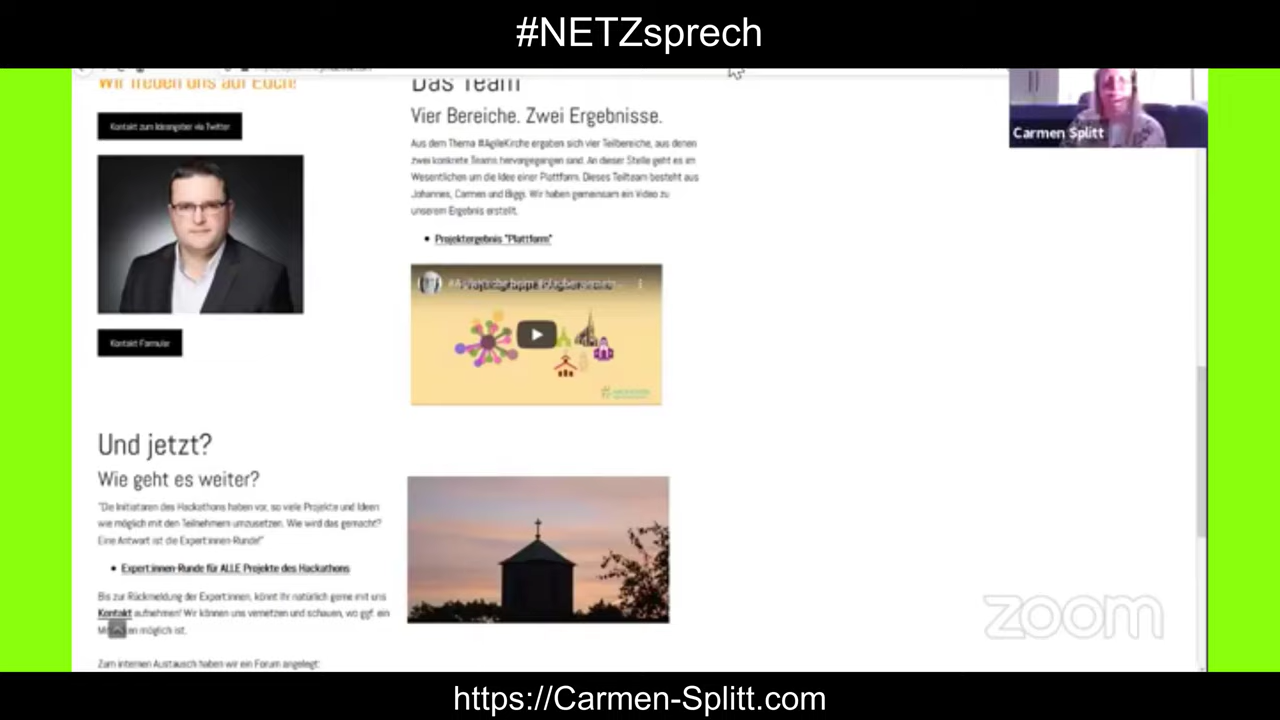 #NETZsprech
Wir freuen uns auf Euch!
Kontakt zum Ideengeber via Twitter
Kontakt Formular
Das Team
Vier Bereiche. Zwei Ergebnisse.
Aus dem Thema #AgileKirche ergaben sich vier Teilbereiche, aus denen
zwei konkrete Teams hervorgegangen sind. An dieser Stelle geht es im
Wesentlichen um die Idee einer Plattform. Dieses Teilteam besteht aus
Johannes, Carmen und Biggi. Wir haben gemeinsam ein Video zu
unserem Ergebnis erstellt.
• Projektergebnis "Plattform"
Carmen Splitt
Und jetzt?
Wie geht es weiter?
"Die Initiatoren des Hackathons haben vor, so viele Projekte und Ideen
wie möglich mit den Teilnehmern umzusetzen. Wie wird das gemacht?
Eine Antwort ist die Expert:innen-Runde!"
• Expert:innen-Runde für ALLE Projekte des Hackathons
Bis zur Rückmeldung der Expert:innen, könnt Ihr natürlich gerne mit uns
Kontakt aufnehmen! Wir können uns vernetzen und schauen, wo ggf. ein
möglich ist.
Zum internen Austausch haben wir ein Forum angelegt:
zoom
https://Carmen-Splitt.com